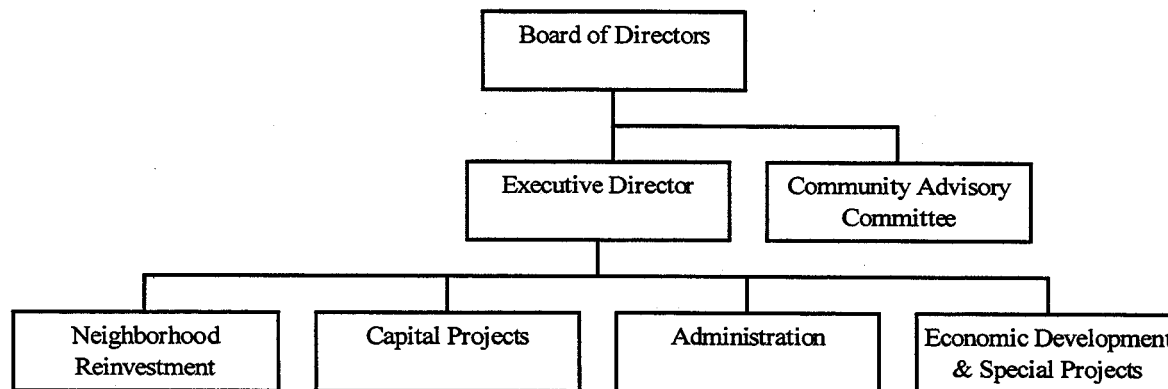 Board of Directors
Executive Director
Community Advisory
Committee
Neighborhood
Reinvestment
Capital Projects
Administration
Economic Development
& Special Projects